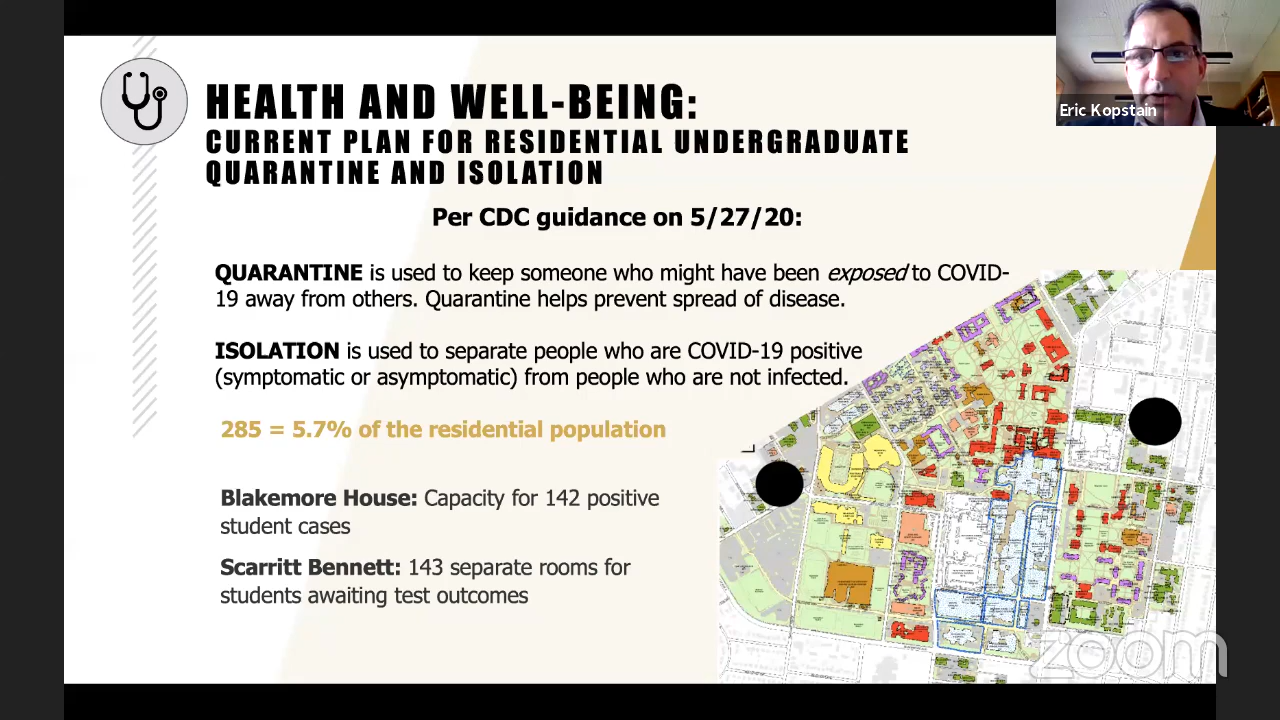 Eric Kopstain
HEALTH AND WELL-BEING:
CURRENT PLAN FOR RESIDENTIAL UNDERGRADUATE
QUARANTINE AND ISOLATION
Per CDC guidance on 5/27/20:
QUARANTINE is used to keep someone who might have been exposed to COVID-
19 away from others. Quarantine helps prevent spread of disease.
ISOLATION is used to separate people who are COVID-19 positive
(symptomatic or asymptomatic) from people who are not infected.
285 = 5.7% of the residential population
Blakemore House: Capacity for 142 positive
student cases
Scarritt Bennett: 143 separate rooms for
students awaiting test outcomes
zoom